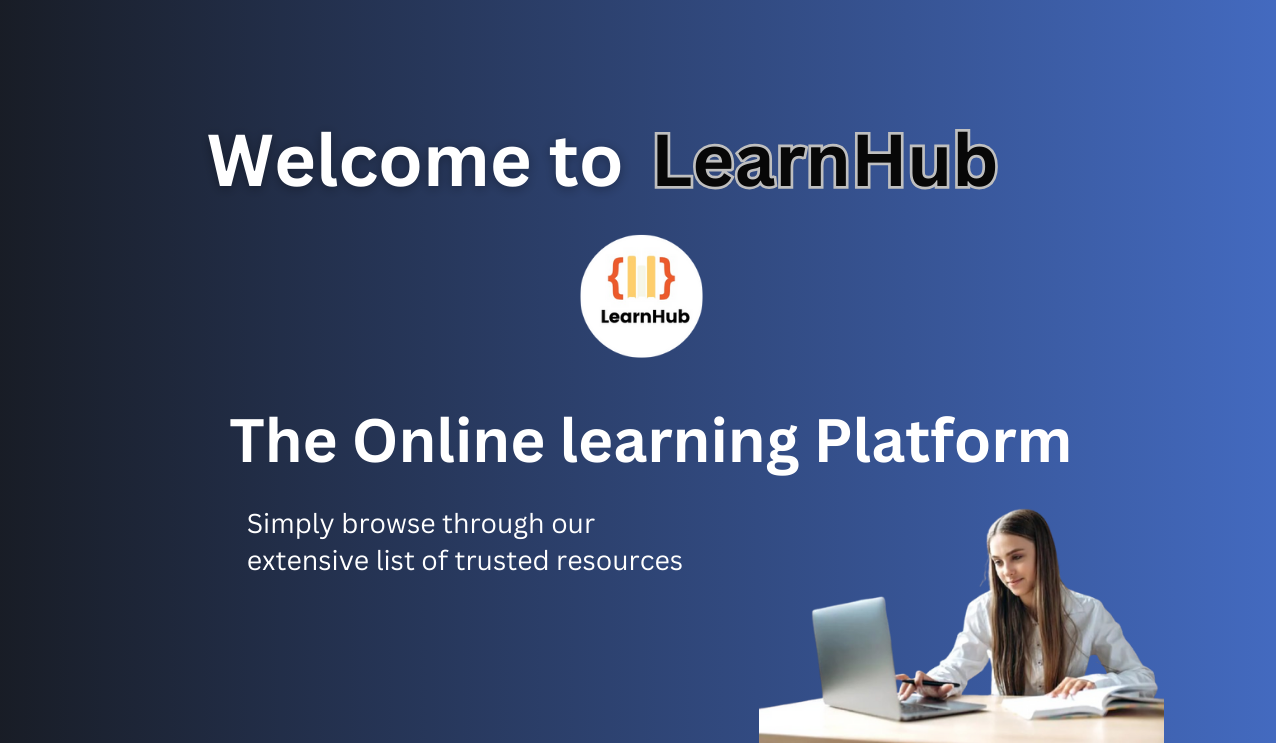 Welcome to LearnHub
{||}
LearnHub
The Online learning Platform
Simply browse through our
extensive list of trusted resources